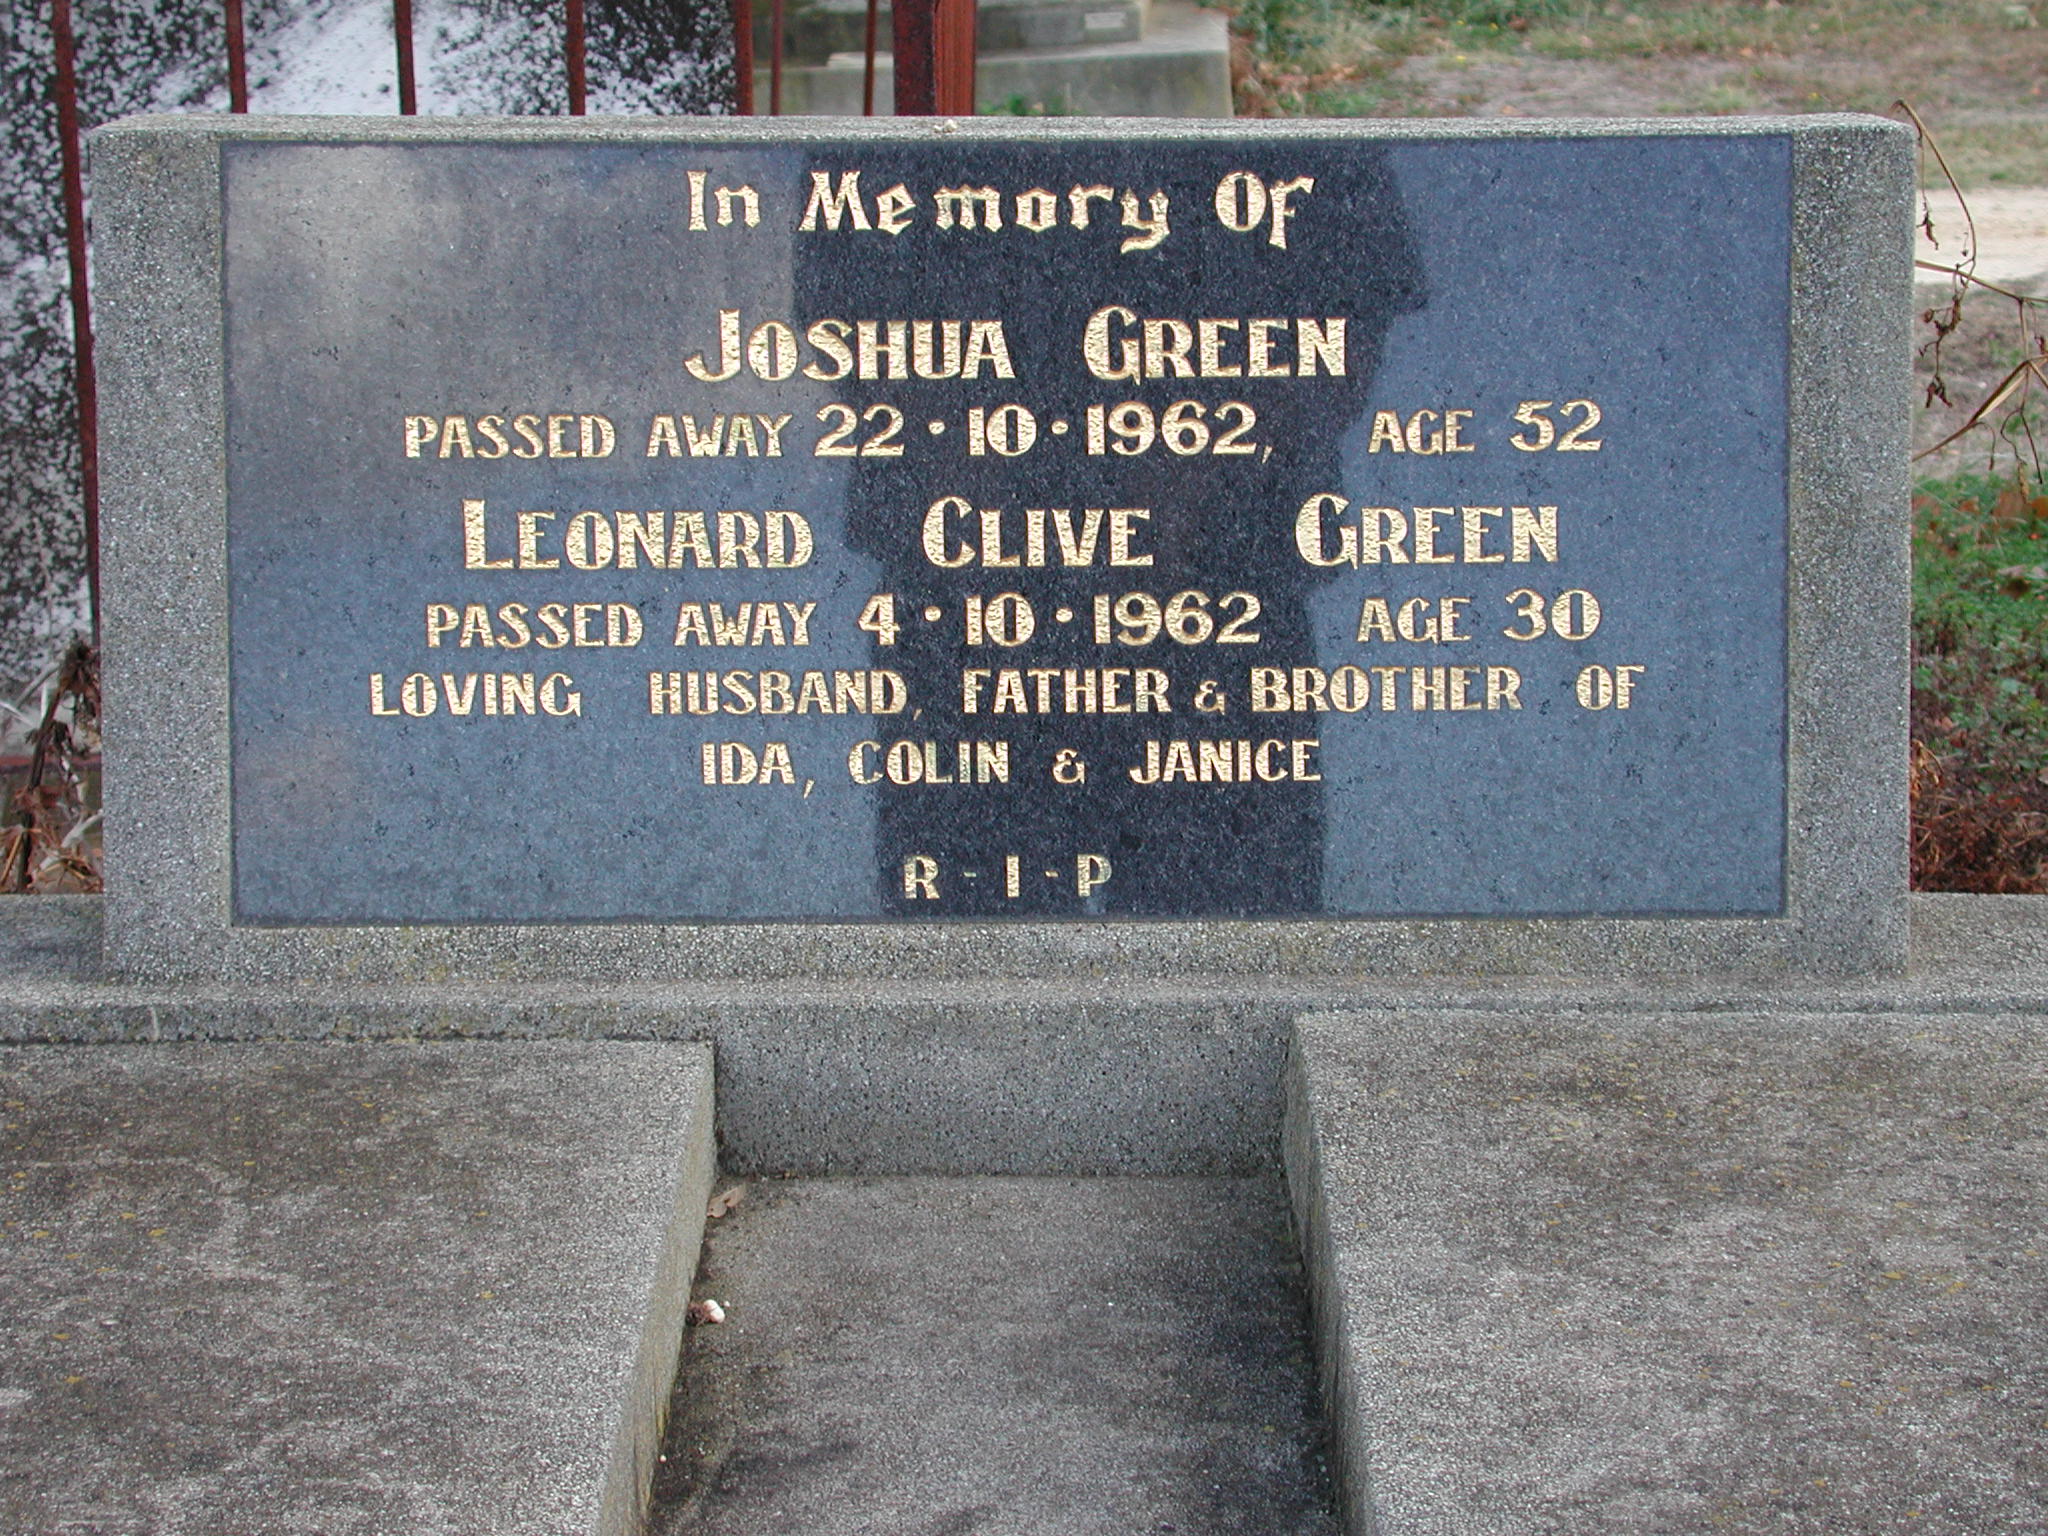 In Memory Of
JOSHUA GREEN
PASSED AWAY 22·10·1962, AGE 52
LEONARD CLIVE GREEN
PASSED AWAY 4·10·1962 AGE 30
LOVING HUSBAND, FATHER & BROTHER OF
IDA, COLIN & JANICE
R-I-P